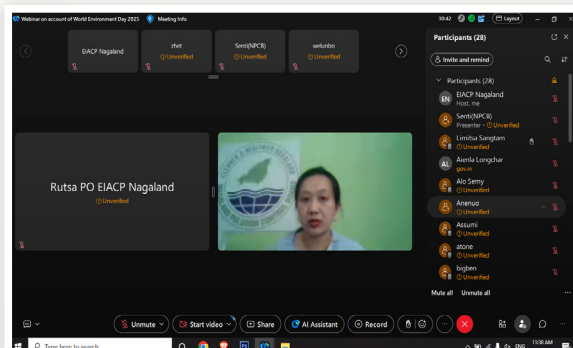 Webinar on account of World Environment Day 2025
Meeting Info
30:42
Layout
EIACP Nagaland
zhet
Unverified
Senti(NPCB)
Unverified
welunbo
Unverified
Rutsa PO EIACP Nagaland
Unverified
Participants (28)
Invite and remind
Participants (28)
EN
EIACP Nagaland
Host, me
Senti(NPCB)
Presenter - Unverified
Limitsa Sangtam
Unverified
AL
Aienla Longchar
gov.in
Alo Semy
Unverified
Anenuo
Unverified
Assumi
Unverified
atone
Unverified
bigben
Unverified
Mute all Unmute all
Unmute
Start video
Share
AI Assistant
Record
Type here to search
ENG
11:30 AM